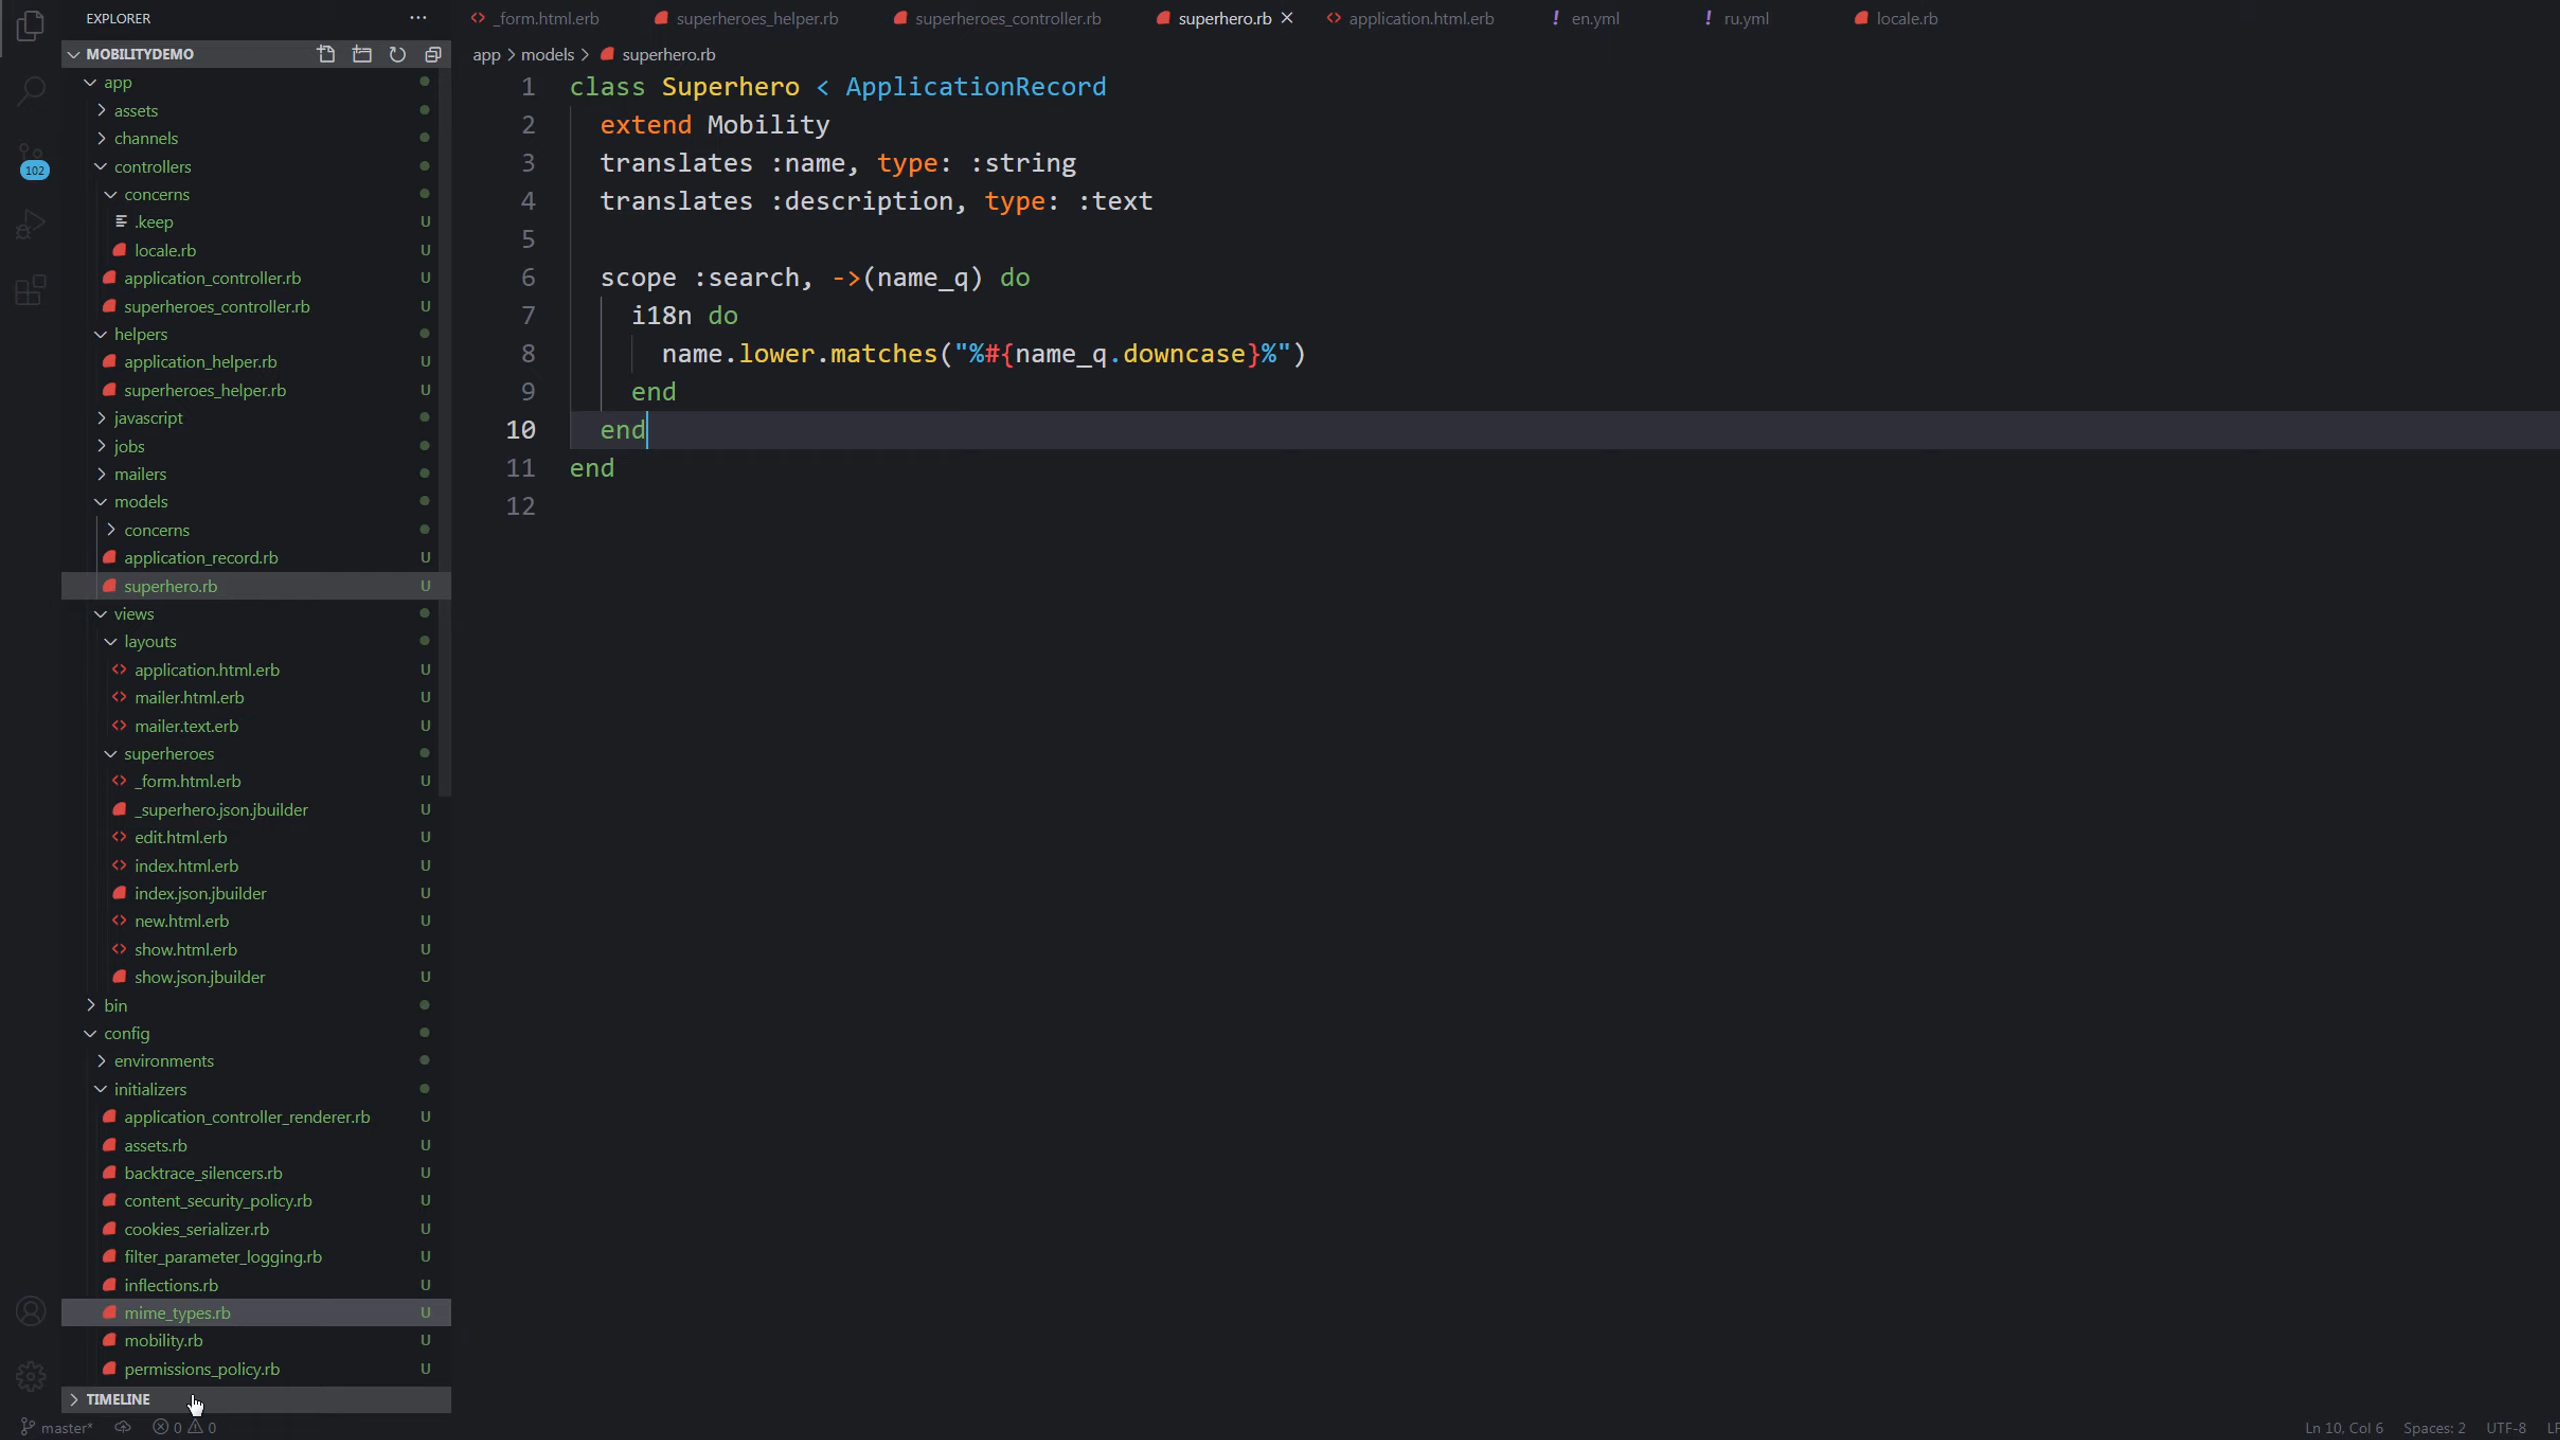 EXPLORER
MOBILITYDEMO
app
assets
channels
controllers
concerns
.keep U
locale.rb U
application_controller.rb U
superheroes_controller.rb U
helpers
application_helper.rb U
superheroes_helper.rb U
javascript
jobs
mailers
models
concerns
application_record.rb U
superhero.rb U
views
layouts
application.html.erb U
mailer.html.erb U
mailer.text.erb U
superheroes
_form.html.erb U
_superhero.json.jbuilder U
edit.html.erb U
index.html.erb U
index.json.jbuilder U
new.html.erb U
show.html.erb U
show.json.jbuilder U
bin
config
environments
initializers
application_controller_renderer.rb U
assets.rb U
backtrace_silencers.rb U
content_security_policy.rb U
cookies_serializer.rb U
filter_parameter_logging.rb U
inflections.rb U
mime_types.rb U
mobility.rb U
permissions_policy.rb U
TIMELINE
102
_form.html.erb superheroes_helper.rb superheroes_controller.rb superhero.rb application.html.erb ! en.yml ! ru.yml locale.rb
app > models > superhero.rb
1 class Superhero < ApplicationRecord
2 extend Mobility
3 translates :name, type: :string
4 translates :description, type: :text
5
6 scope :search, ->(name_q) do
7 i18n do
8 name.lower.matches("%#{name_q.downcase}%")
9 end
10 end
11 end
12
master* 0 0 Ln 10, Col 6 Spaces: 2 UTF-8 LF